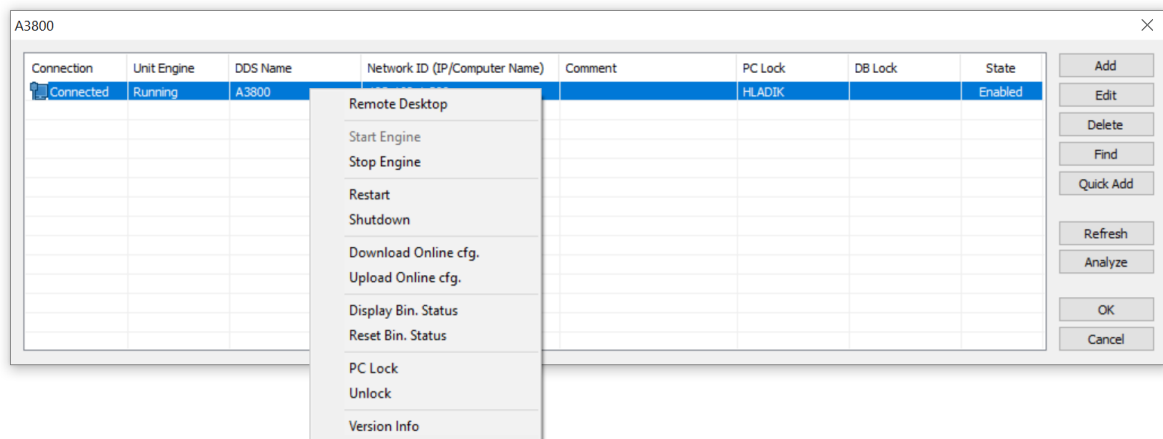 A3800
Connection Unit Engine DDS Name Network ID (IP/Computer Name) Comment PC Lock DB Lock State
Connected Running A3800 HLADIK Enabled
Add
Edit
Delete
Find
Quick Add
Refresh
Analyze
OK
Cancel
Remote Desktop
Start Engine
Stop Engine
Restart
Shutdown
Download Online cfg.
Upload Online cfg.
Display Bin. Status
Reset Bin. Status
PC Lock
Unlock
Version Info